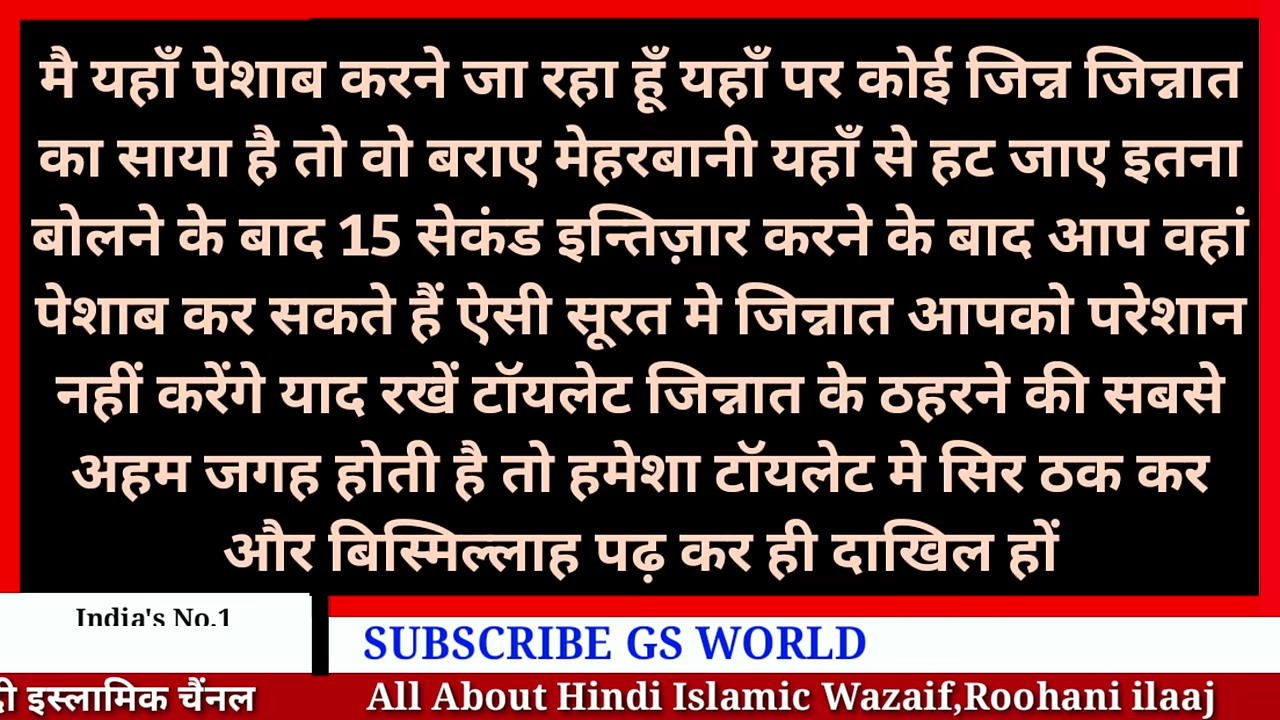 मै यहाँ पेशाब करने जा रहा हूँ यहाँ पर कोई जिन्न जिन्नात
का साया है तो वो बराए मेहरबानी यहाँ से हट जाए इतना
बोलने के बाद 15 सेकंड इन्तिज़ार करने के बाद आप वहां
पेशाब कर सकते हैं ऐसी सूरत मे जिन्नात आपको परेशान
नहीं करेंगे याद रखें टॉयलेट जिन्नात के ठहरने की सबसे
अहम जगह होती है तो हमेशा टॉयलेट मे सिर ठक कर
और बिस्मिल्लाह पढ़ कर ही दाखिल हों
India's No.1
SUBSCRIBE GS WORLD
इस्लामिक चैंनल
All About Hindi Islamic Wazaif,Roohani ilaaj